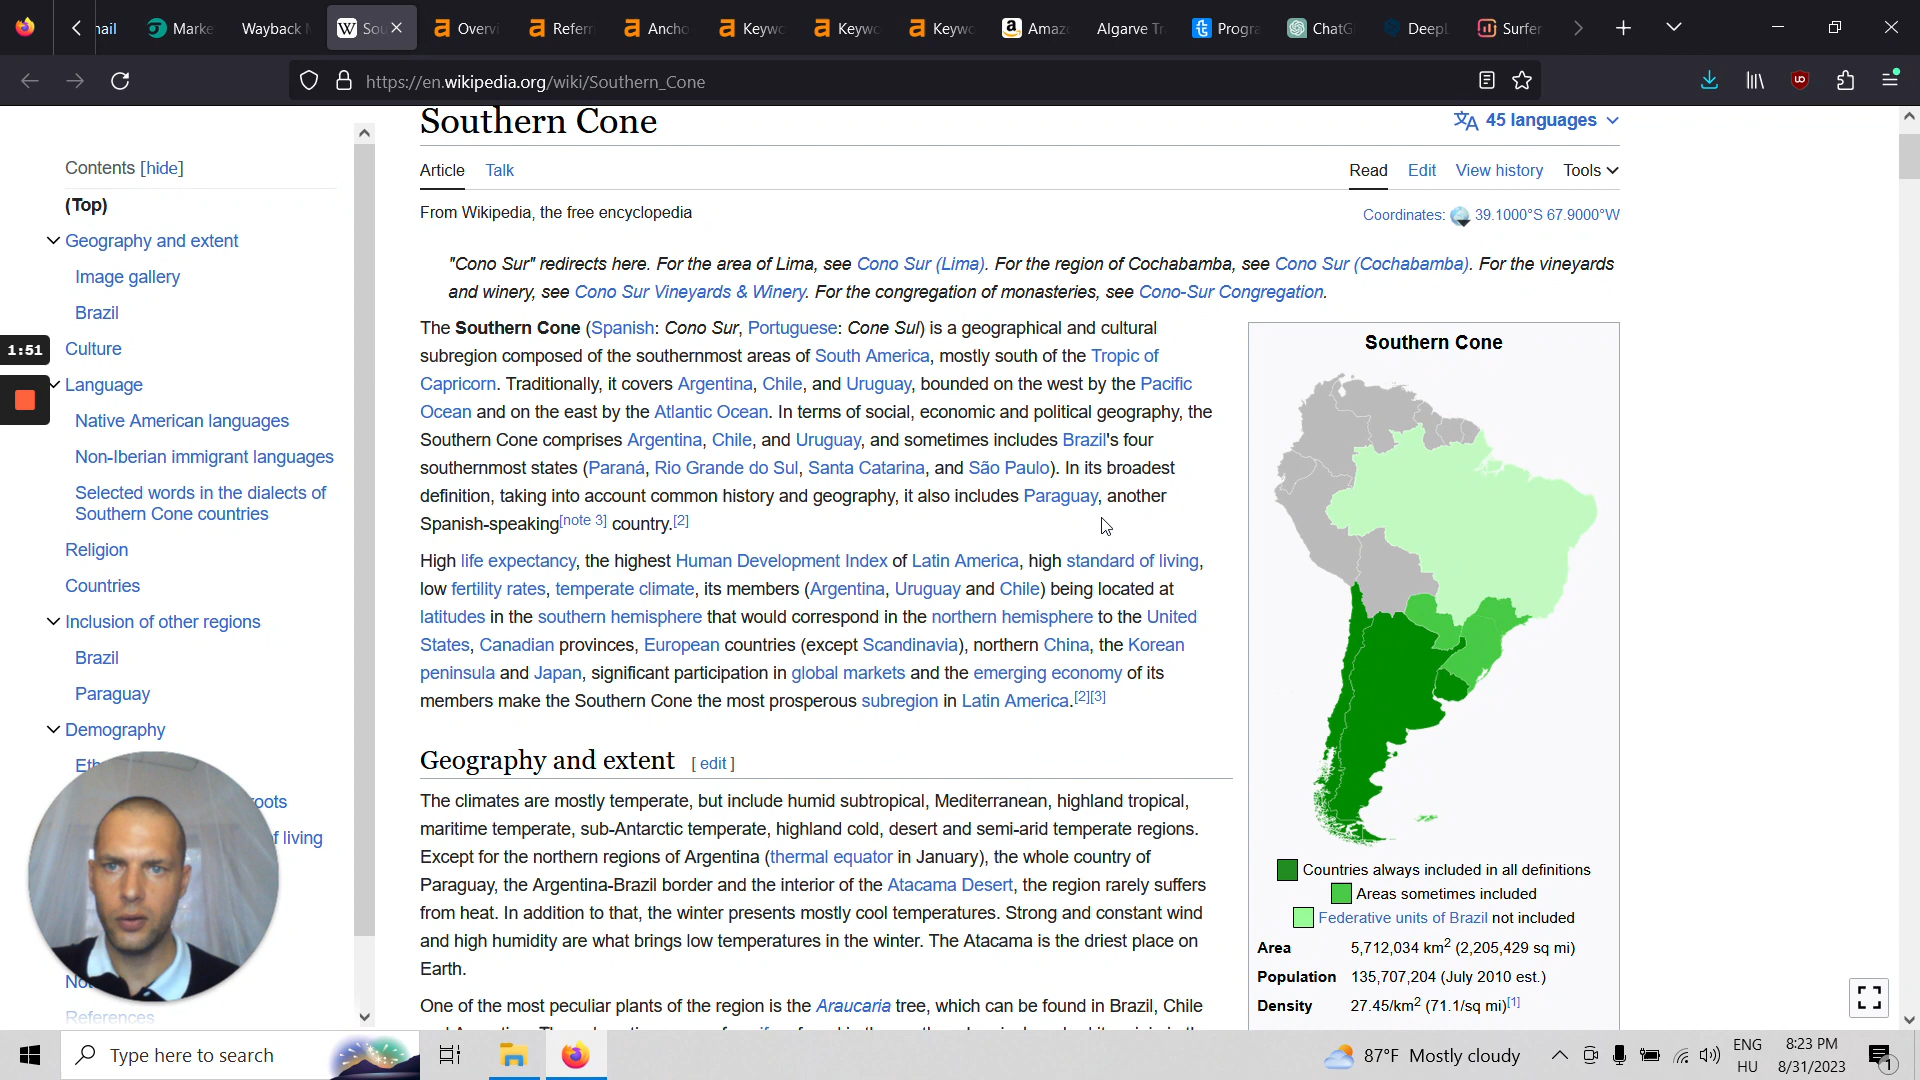 ail
Marke
Wayback
W Sou
Overvi
Referr
Ancho
Keywo
Keywo
Keywo
Amaz
Algarve Tr
Progra
ChatG
DeepL
Surfer
https://en.wikipedia.org/wiki/Southern_Cone
Southern Cone
45 languages
Article Talk
Read Edit View history Tools
From Wikipedia, the free encyclopedia
Coordinates: 39.1000°S 67.9000°W
Contents [hide]
(Top)
Geography and extent
Image gallery
Brazil
Culture
Language
Native American languages
Non-Iberian immigrant languages
Selected words in the dialects of
Southern Cone countries
Religion
Countries
Inclusion of other regions
Brazil
Paraguay
Demography
Eth
oots
f living
Not
References
1:51
"Cono Sur" redirects here. For the area of Lima, see Cono Sur (Lima). For the region of Cochabamba, see Cono Sur (Cochabamba). For the vineyards
and winery, see Cono Sur Vineyards & Winery. For the congregation of monasteries, see Cono-Sur Congregation.
The Southern Cone (Spanish: Cono Sur, Portuguese: Cone Sul) is a geographical and cultural
subregion composed of the southernmost areas of South America, mostly south of the Tropic of
Capricorn. Traditionally, it covers Argentina, Chile, and Uruguay, bounded on the west by the Pacific
Ocean and on the east by the Atlantic Ocean. In terms of social, economic and political geography, the
Southern Cone comprises Argentina, Chile, and Uruguay, and sometimes includes Brazil's four
southernmost states (Paraná, Rio Grande do Sul, Santa Catarina, and São Paulo). In its broadest
definition, taking into account common history and geography, it also includes Paraguay, another
Spanish-speaking[note 3] country.[2]
High life expectancy, the highest Human Development Index of Latin America, high standard of living,
low fertility rates, temperate climate, its members (Argentina, Uruguay and Chile) being located at
latitudes in the southern hemisphere that would correspond in the northern hemisphere to the United
States, Canadian provinces, European countries (except Scandinavia), northern China, the Korean
peninsula and Japan, significant participation in global markets and the emerging economy of its
members make the Southern Cone the most prosperous subregion in Latin America.[2][3]
Geography and extent [ edit ]
The climates are mostly temperate, but include humid subtropical, Mediterranean, highland tropical,
maritime temperate, sub-Antarctic temperate, highland cold, desert and semi-arid temperate regions.
Except for the northern regions of Argentina (thermal equator in January), the whole country of
Paraguay, the Argentina-Brazil border and the interior of the Atacama Desert, the region rarely suffers
from heat. In addition to that, the winter presents mostly cool temperatures. Strong and constant wind
and high humidity are what brings low temperatures in the winter. The Atacama is the driest place on
Earth.
One of the most peculiar plants of the region is the Araucaria tree, which can be found in Brazil, Chile
Southern Cone
Countries always included in all definitions
Areas sometimes included
Federative units of Brazil not included
Area 5,712,034 km2 (2,205,429 sq mi)
Population 135,707,204 (July 2010 est.)
Density 27.45/km2 (71.1/sq mi)[1]
Type here to search
87°F Mostly cloudy
ENG
HU
8:23 PM
8/31/2023
1